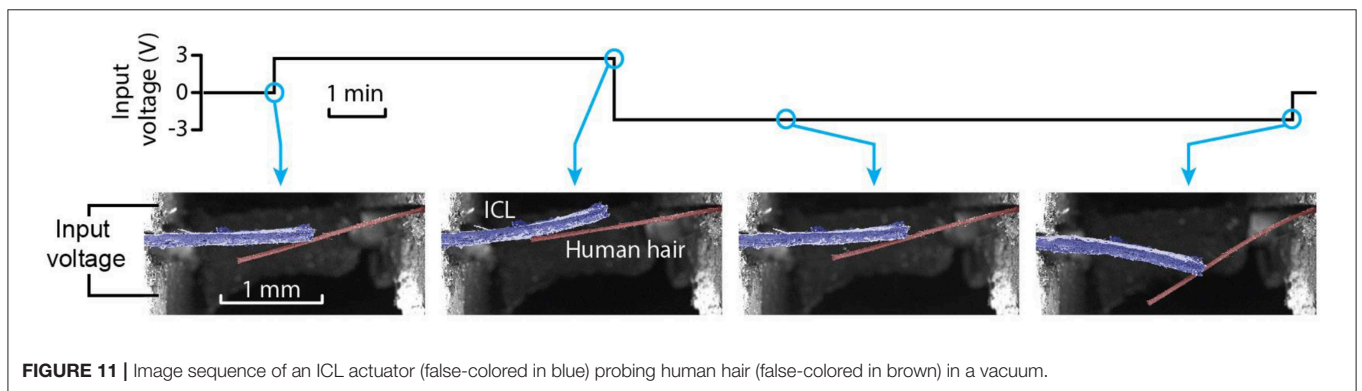 Input
voltage (V)
3
0
-3
1 min
Input
voltage
1 mm
ICL
Human hair
FIGURE 11 | Image sequence of an ICL actuator (false-colored in blue) probing human hair (false-colored in brown) in a vacuum.